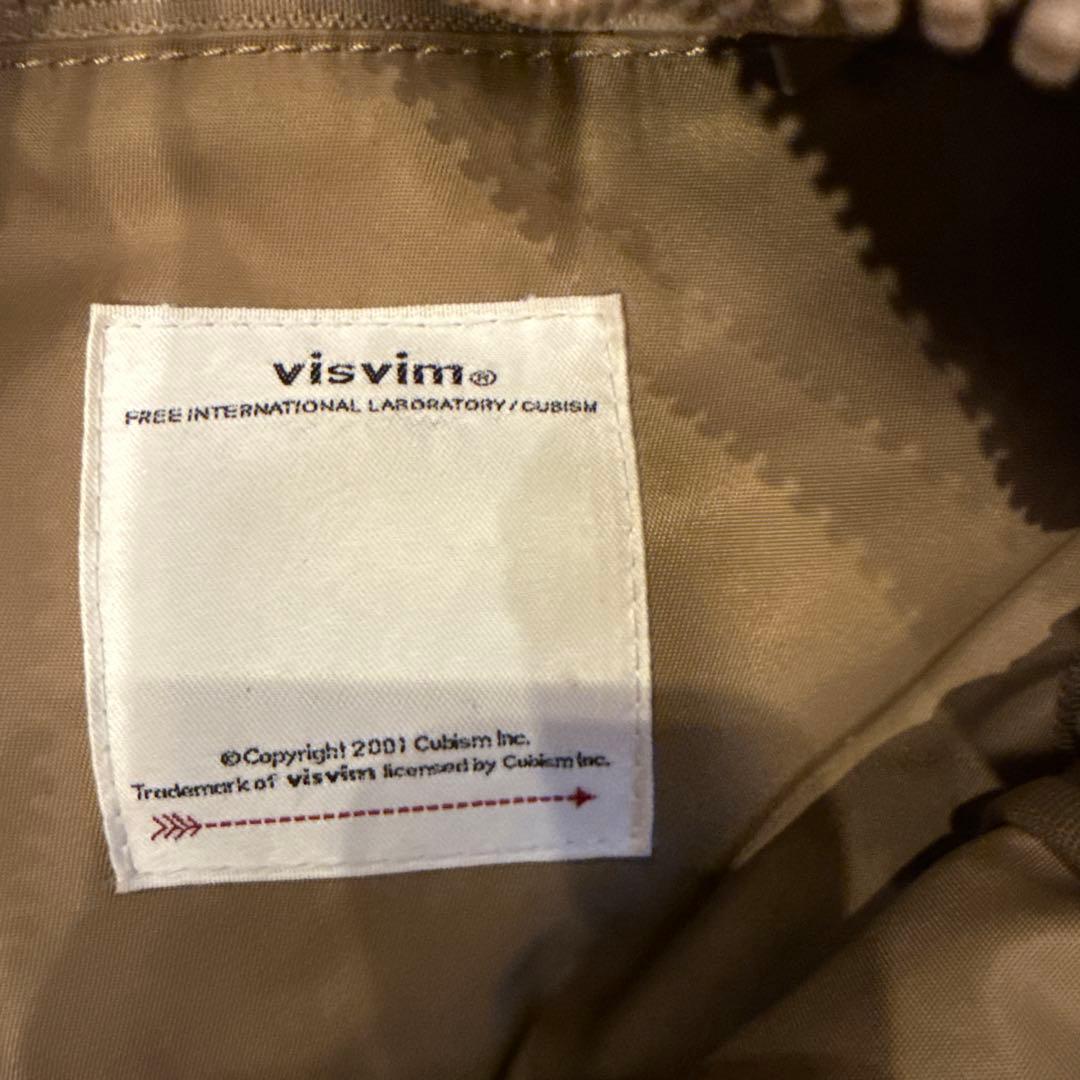 visvim®
FREE INTERNATIONAL LABORATORY / CUBISM
©Copyright 2001 Cubism Inc.
Trademark of visvim licensed by Cubism Inc.